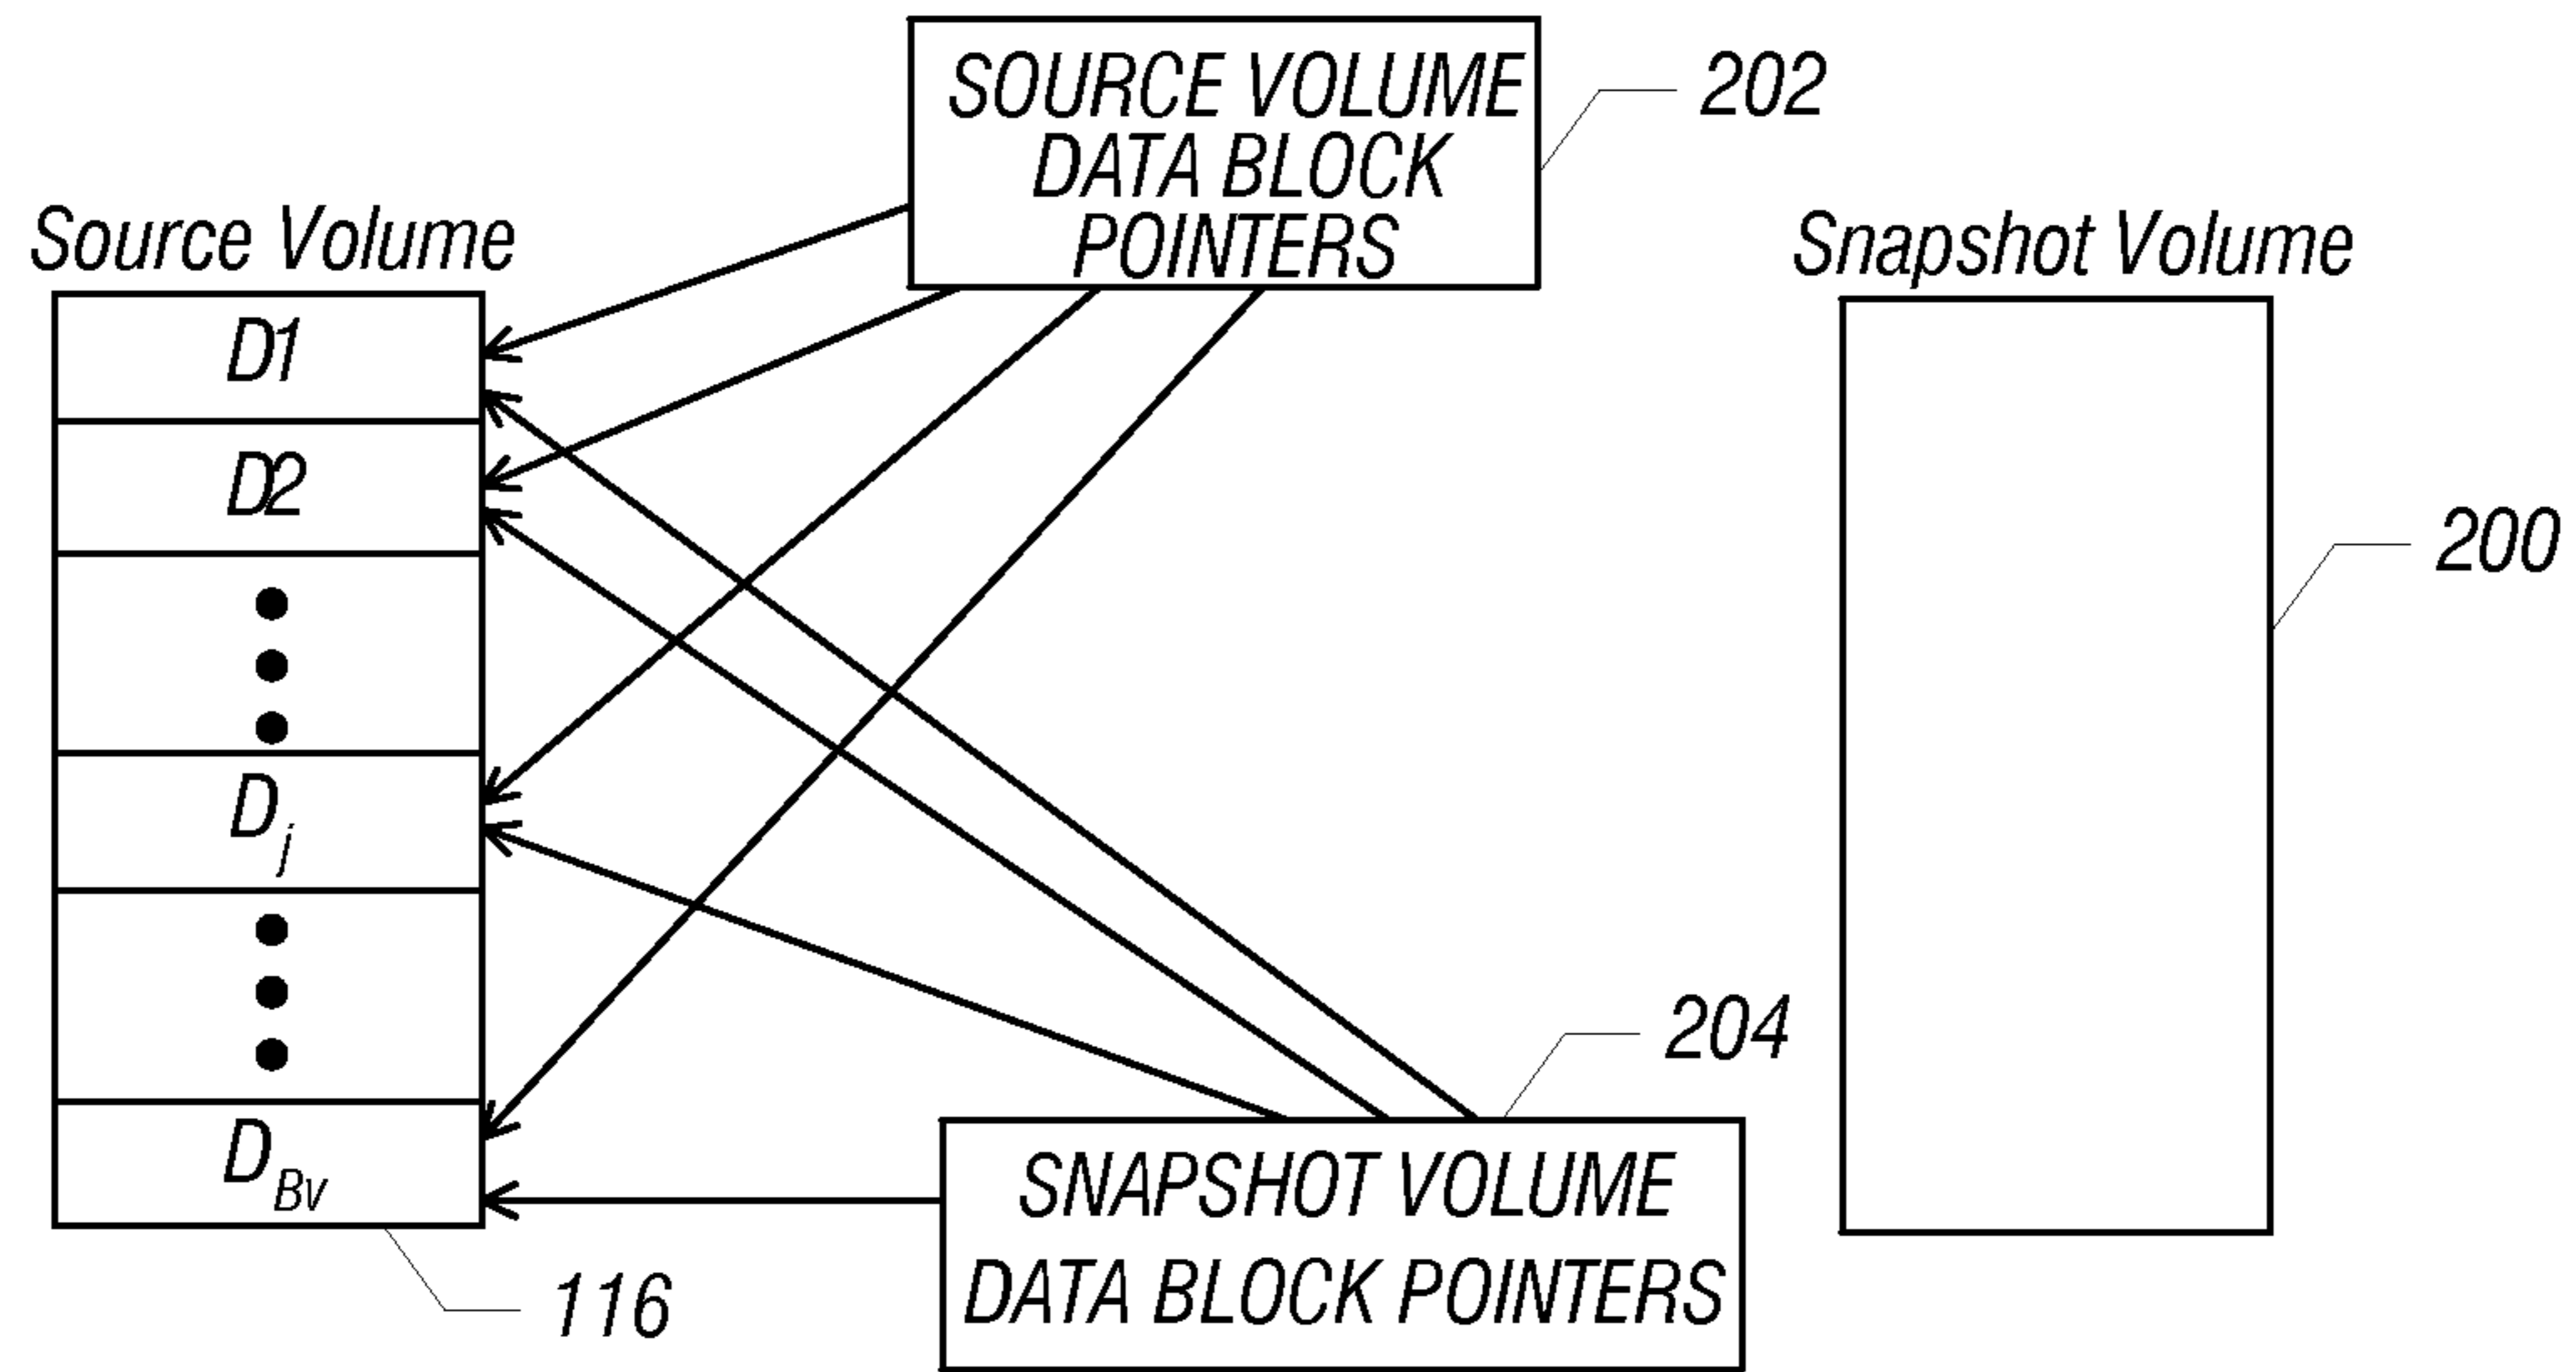 SOURCE VOLUME
DATA BLOCK
POINTERS
202
Source Volume
Snapshot Volume
D1
D2
200
Dj
204
DBv
SNAPSHOT VOLUME
DATA BLOCK POINTERS
116